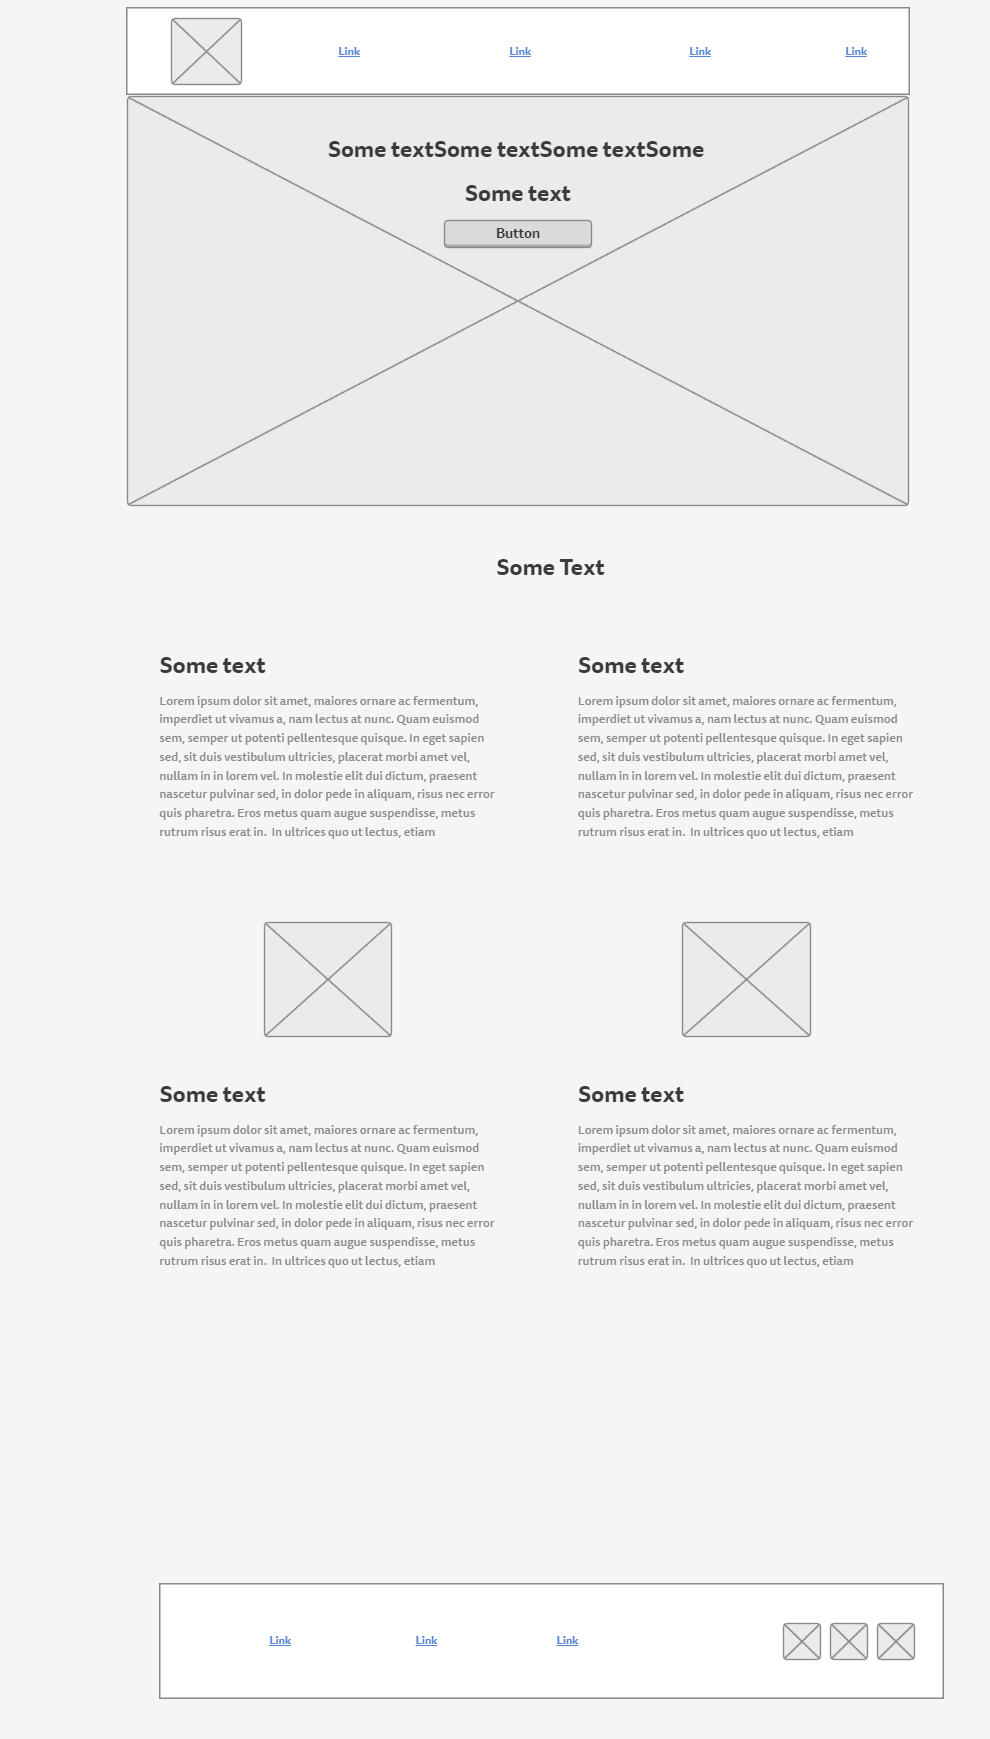 Link
Link
Link
Link
Some textSome textSome textSome
Some text
Button
Some Text
Some text
Lorem ipsum dolor sit amet, maiores ornare ac fermentum,
imperdiet ut vivamus a, nam lectus at nunc. Quam euismod
sem, semper ut potenti pellentesque quisque. In eget sapien
sed, sit duis vestibulum ultricies, placerat morbi amet vel,
nullam in in lorem vel. In molestie elit dui dictum, praesent
nascetur pulvinar sed, in dolor pede in aliquam, risus nec error
quis pharetra. Eros metus quam augue suspendisse, metus
rutrum risus erat in.  In ultrices quo ut lectus, etiam
Some text
Lorem ipsum dolor sit amet, maiores ornare ac fermentum,
imperdiet ut vivamus a, nam lectus at nunc. Quam euismod
sem, semper ut potenti pellentesque quisque. In eget sapien
sed, sit duis vestibulum ultricies, placerat morbi amet vel,
nullam in in lorem vel. In molestie elit dui dictum, praesent
nascetur pulvinar sed, in dolor pede in aliquam, risus nec error
quis pharetra. Eros metus quam augue suspendisse, metus
rutrum risus erat in.  In ultrices quo ut lectus, etiam
Some text
Lorem ipsum dolor sit amet, maiores ornare ac fermentum,
imperdiet ut vivamus a, nam lectus at nunc. Quam euismod
sem, semper ut potenti pellentesque quisque. In eget sapien
sed, sit duis vestibulum ultricies, placerat morbi amet vel,
nullam in in lorem vel. In molestie elit dui dictum, praesent
nascetur pulvinar sed, in dolor pede in aliquam, risus nec error
quis pharetra. Eros metus quam augue suspendisse, metus
rutrum risus erat in.  In ultrices quo ut lectus, etiam
Some text
Lorem ipsum dolor sit amet, maiores ornare ac fermentum,
imperdiet ut vivamus a, nam lectus at nunc. Quam euismod
sem, semper ut potenti pellentesque quisque. In eget sapien
sed, sit duis vestibulum ultricies, placerat morbi amet vel,
nullam in in lorem vel. In molestie elit dui dictum, praesent
nascetur pulvinar sed, in dolor pede in aliquam, risus nec error
quis pharetra. Eros metus quam augue suspendisse, metus
rutrum risus erat in.  In ultrices quo ut lectus, etiam
Link
Link
Link